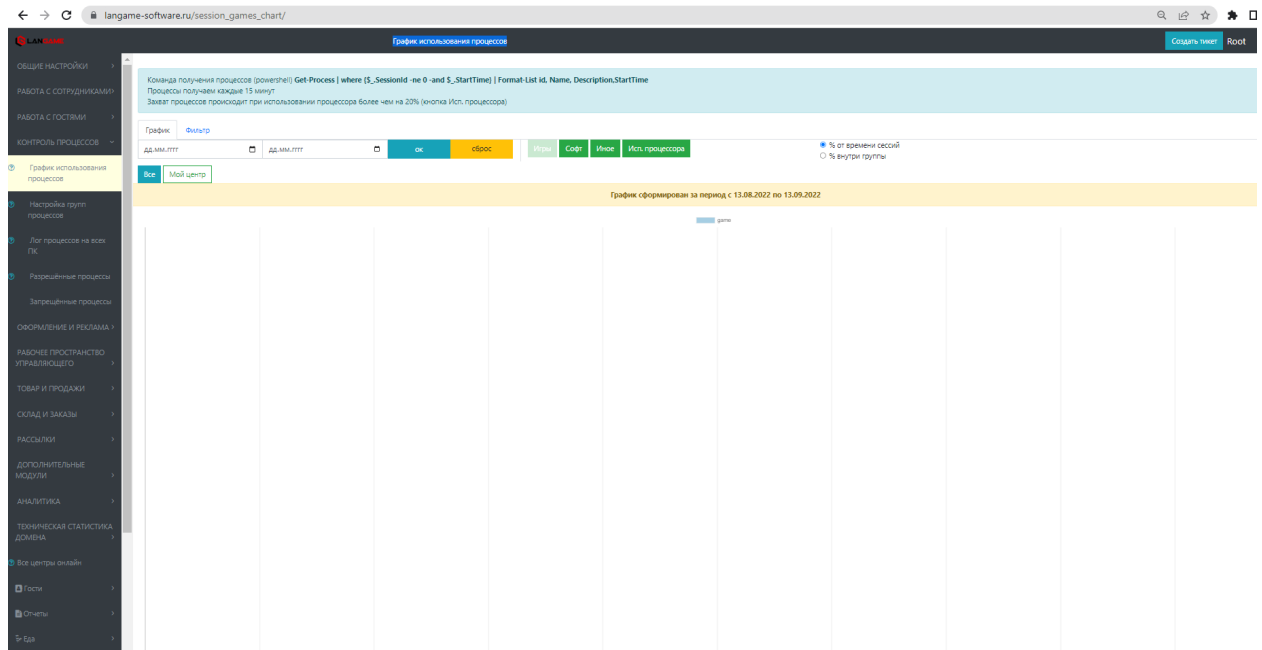 langame-software.ru/session_games_chart/
LANGAME
График использования процессов
Создать тикет
Root
ОБЩИЕ НАСТРОЙКИ
РАБОТА С СОТРУДНИКАМИ
РАБОТА С ГОСТЯМИ
КОНТРОЛЬ ПРОЦЕССОВ
График использования
процессов
Настройка групп
процессов
Лог процессов на всех
ПК
Разрешённые процессы
Запрещённые процессы
ОФОРМЛЕНИЕ И РЕКЛАМА
РАБОЧЕЕ ПРОСТРАНСТВО
УПРАВЛЯЮЩЕГО
ТОВАР И ПРОДАЖИ
СКЛАД И ЗАКАЗЫ
РАССЫЛКИ
ДОПОЛНИТЕЛЬНЫЕ
МОДУЛИ
АНАЛИТИКА
ТЕХНИЧЕСКАЯ СТАТИСТИКА
ДОМЕНА
Все центры онлайн
Гости
Отчеты
Еда
Команда получения процессов (powershell) Get-Process | where {$_.SessionId -ne 0 -and $_.StartTime} | Format-List id, Name, Description,StartTime
Процессы получаем каждые 15 минут
Захват процессов происходит при использовании процессора более чем на 20% (кнопка Исп. процессора)
График
Фильтр
дд.мм.гггг
дд.мм.гггг
ок
сброс
Игры
Софт
Иное
Исп. процессора
% от времени сессий
% внутри группы
Все
Мой центр
График сформирован за период с 13.08.2022 по 13.09.2022
game